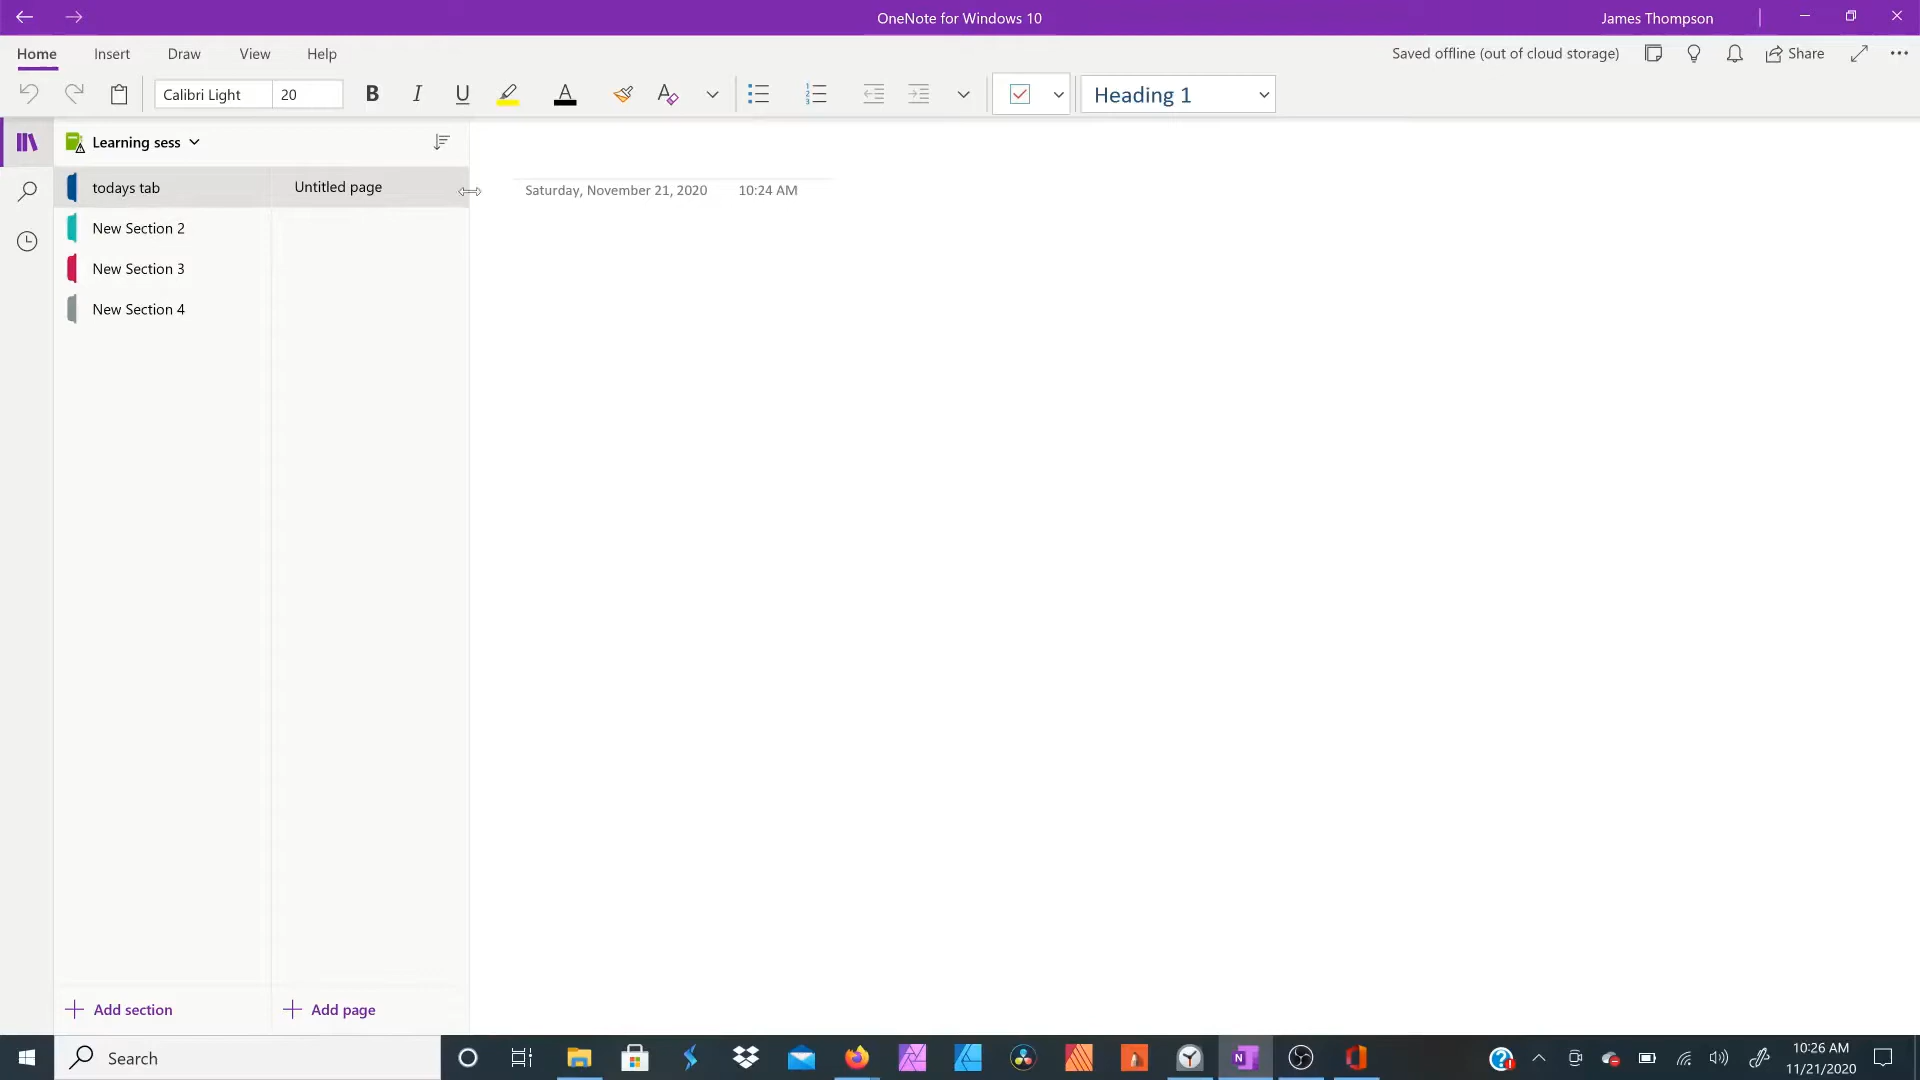 OneNote for Windows 10
James Thompson
Home Insert Draw View Help
Saved offline (out of cloud storage) Share
Calibri Light 20 B I U A A Heading 1
Learning sess
todays tab
New Section 2
New Section 3
New Section 4
Untitled page
Saturday, November 21, 2020 10:24 AM
Add section
Add page
Search
10:26 AM
11/21/2020